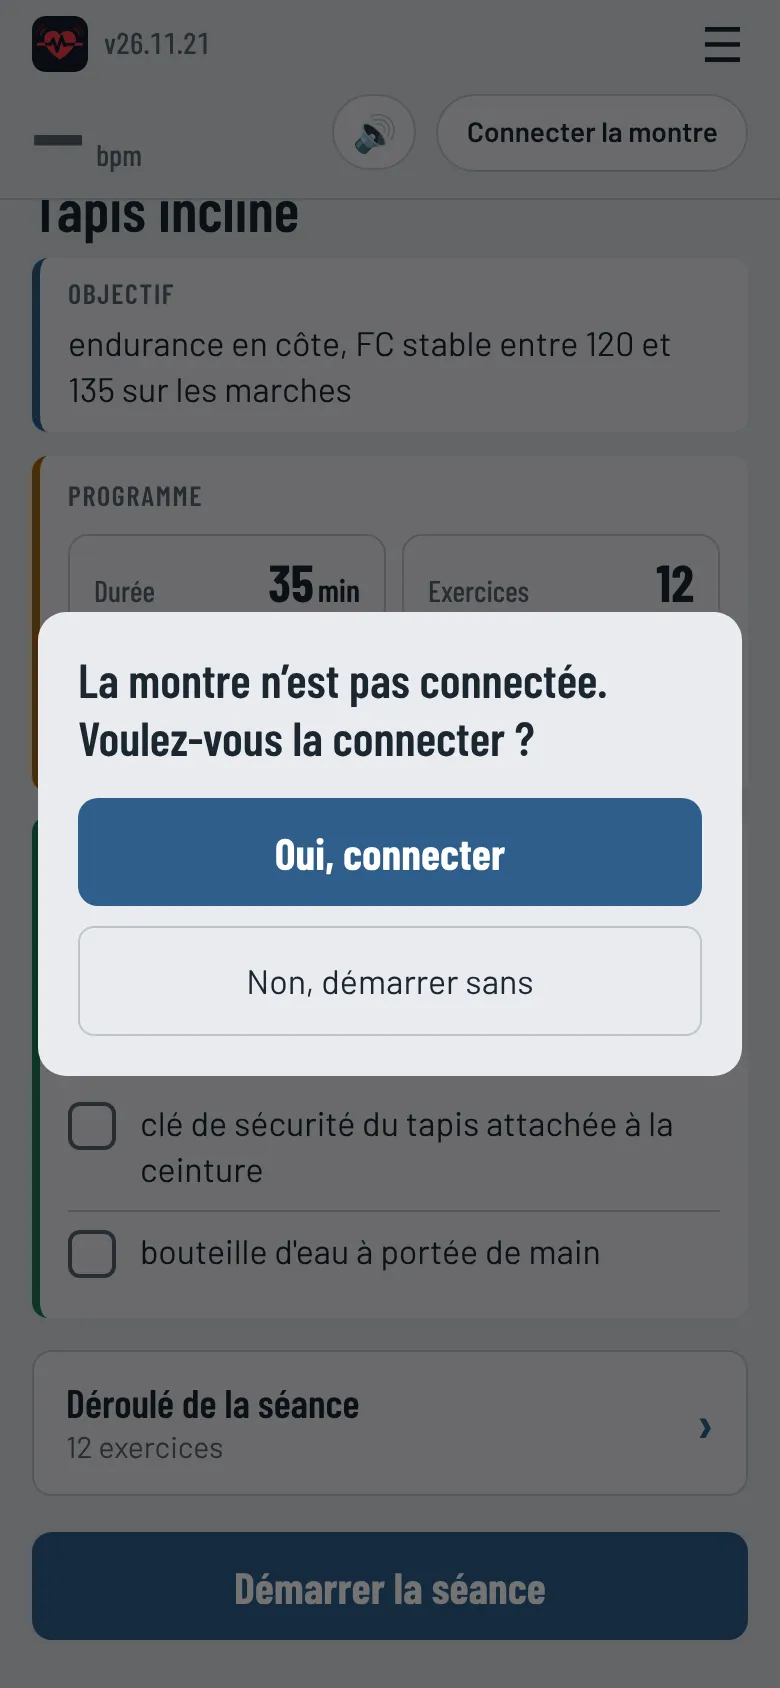 v26.11.21
bpm
Connecter la montre
Tapis incliné
OBJECTIF
endurance en côte, FC stable entre 120 et
135 sur les marches
PROGRAMME
Durée 35 min
Exercices 12
La montre n’est pas connectée.
Voulez-vous la connecter ?
Oui, connecter
Non, démarrer sans
clé de sécurité du tapis attachée à la
ceinture
bouteille d'eau à portée de main
Déroulé de la séance
12 exercices
Démarrer la séance